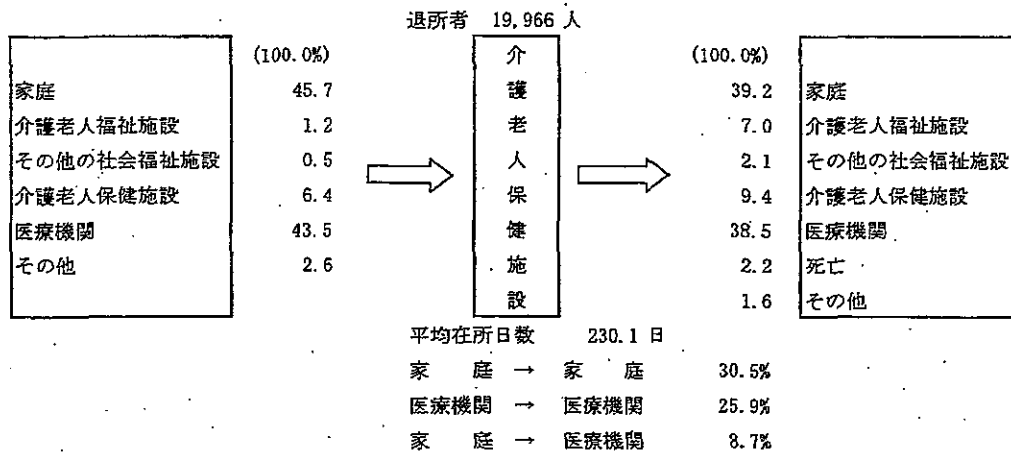 退所者 19,966 人
(100.0%)
家庭 45.7
介護老人福祉施設 1.2
その他の社会福祉施設 0.5
介護老人保健施設 6.4
医療機関 43.5
その他 2.6
介護老人保健施設
(100.0%)
39.2 家庭
7.0 介護老人福祉施設
2.1 その他の社会福祉施設
9.4 介護老人保健施設
38.5 医療機関
2.2 死亡
1.6 その他
平均在所日数 230.1 日
家庭 → 家庭 30.5%
医療機関 → 医療機関 25.9%
家庭 → 医療機関 8.7%